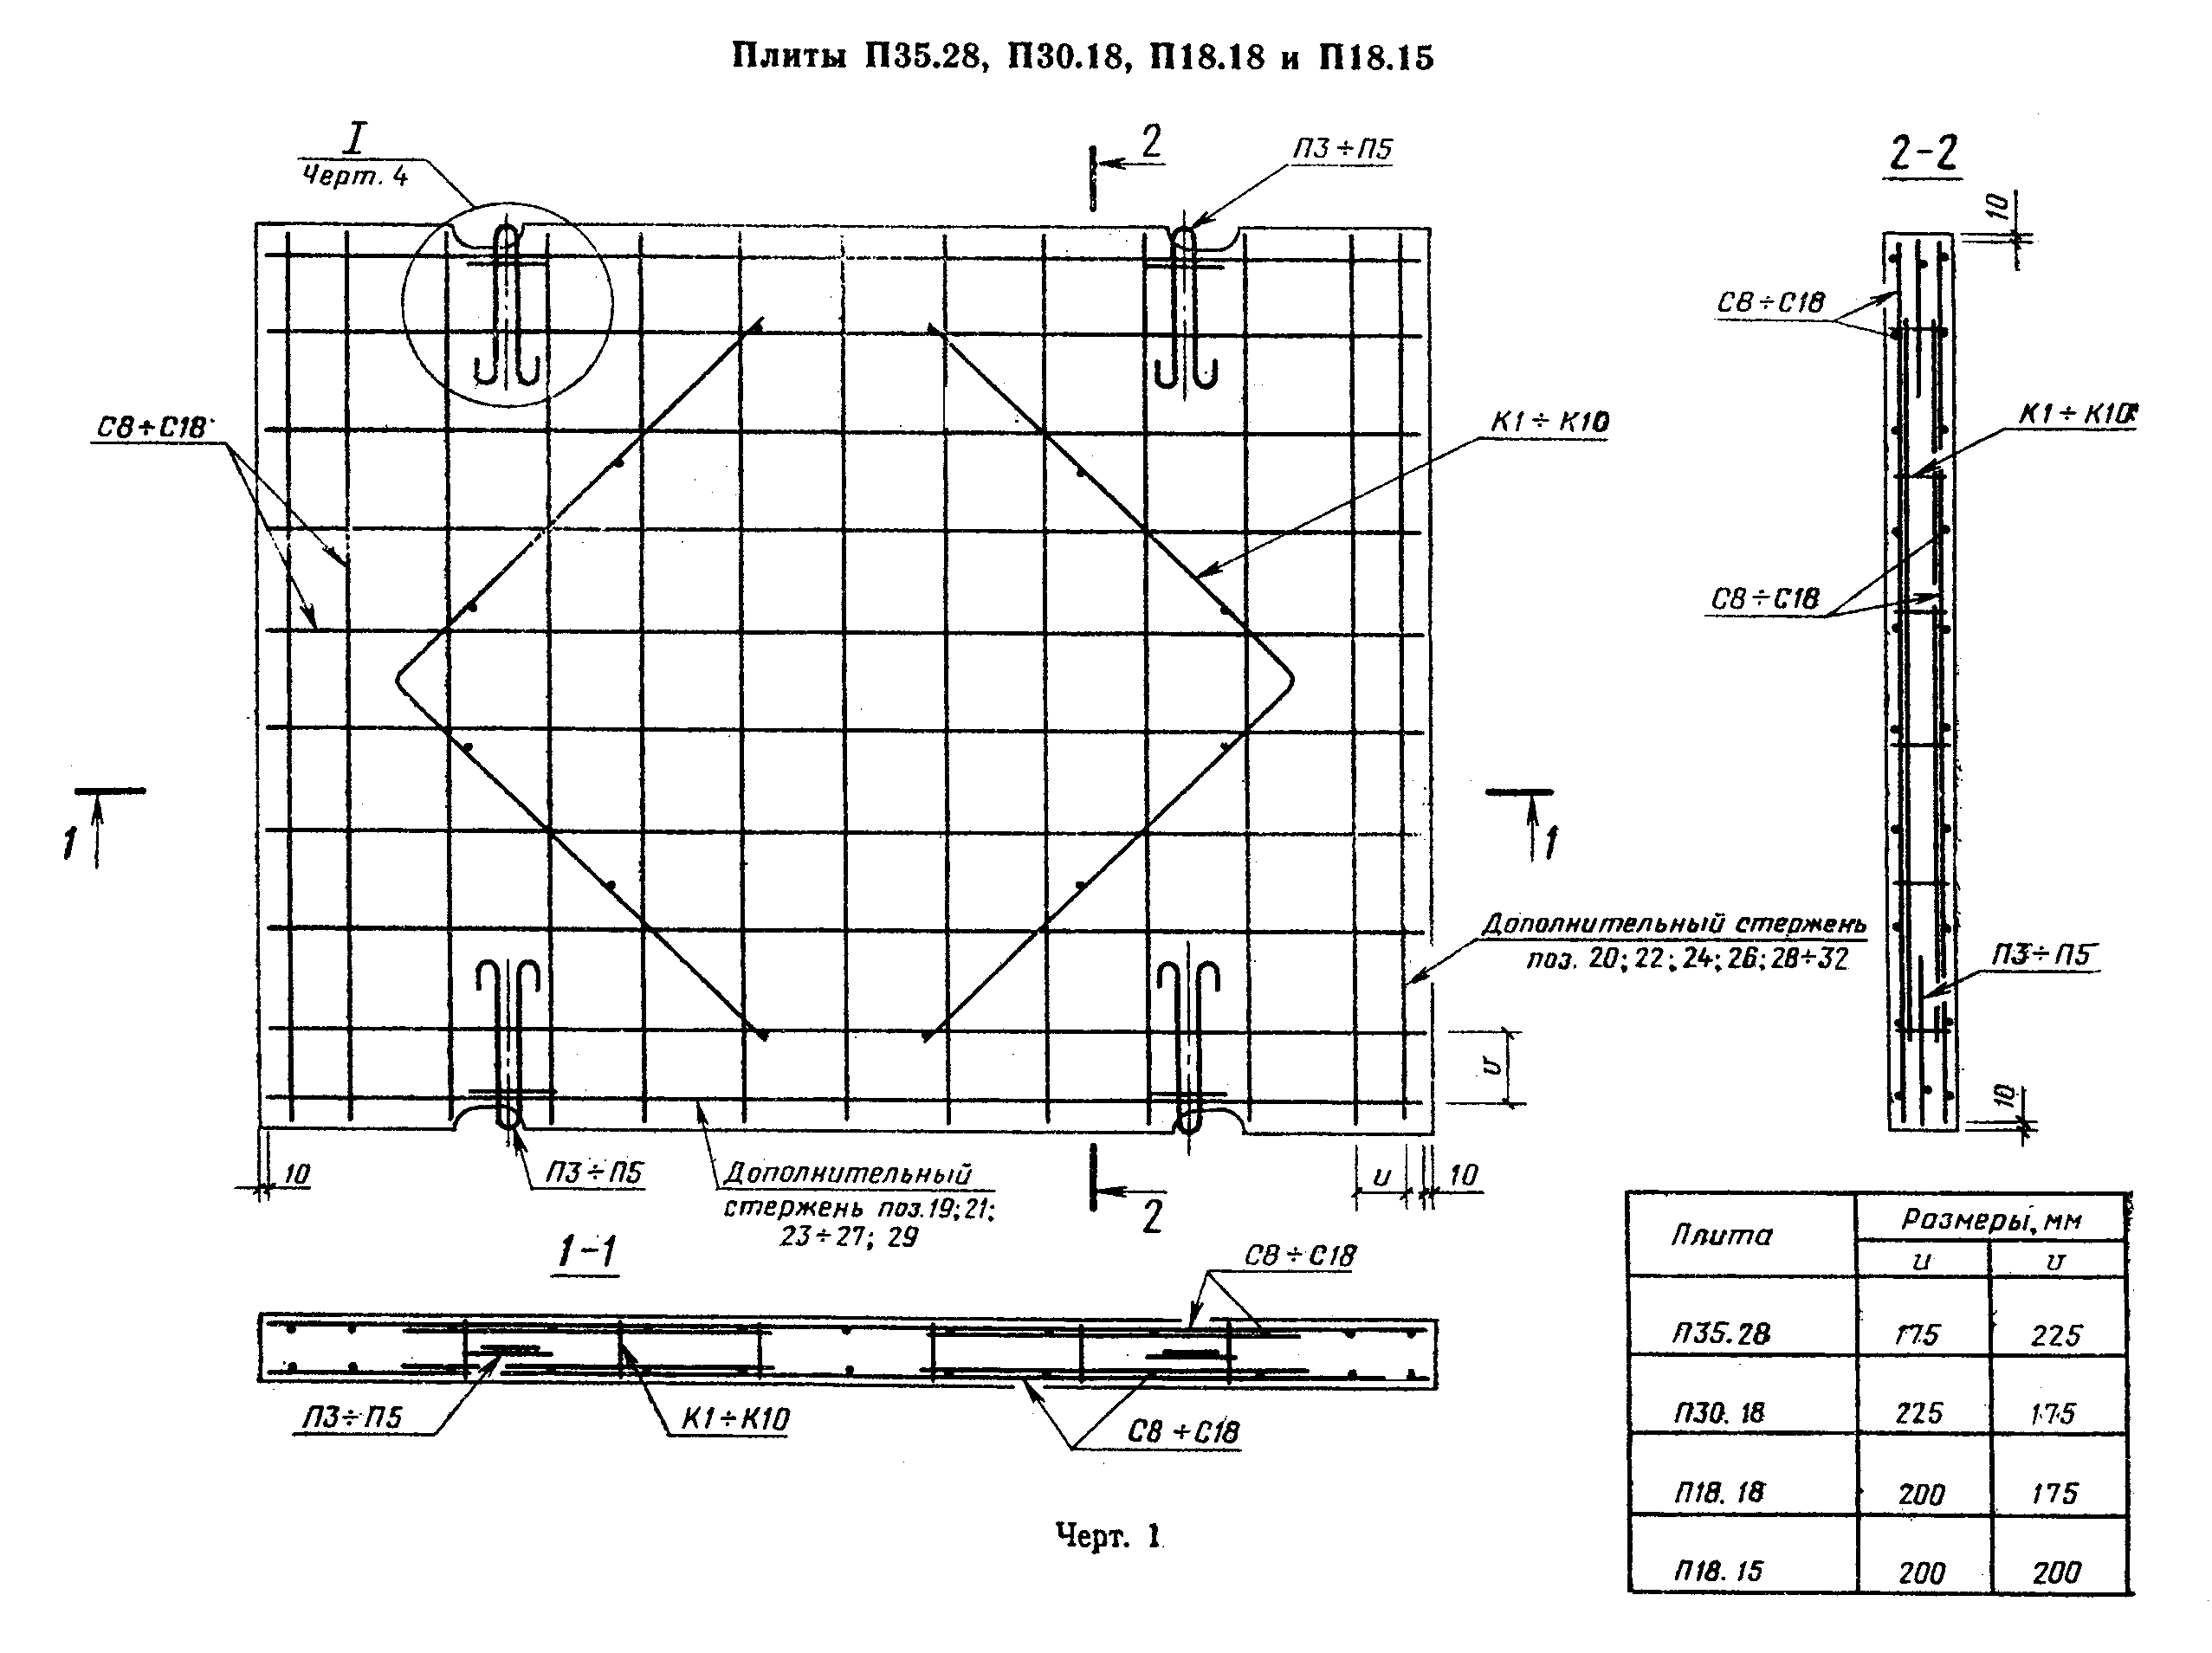 Плиты П35.28, П30.18, П18.18 и П18.15
I
Черт. 4
2
П3÷П5
2-2
10
С8÷С18
К1÷К10
К1÷К10
С8÷С18
С8÷С18
1
1
Дополнительный стержень
поз. 20; 22; 24; 26; 28÷32
П3÷П5
υ
10
10
П3÷П5
Дополнительный
стержень поз. 19; 21;
23÷27; 29
2
u
10
1-1
С8÷С18
П3÷П5
К1÷К10
С8÷С18
Плита Размеры, мм
u υ
П35.28 175 225
П30.18 225 175
П18.18 200 175
П18.15 200 200
Черт. 1